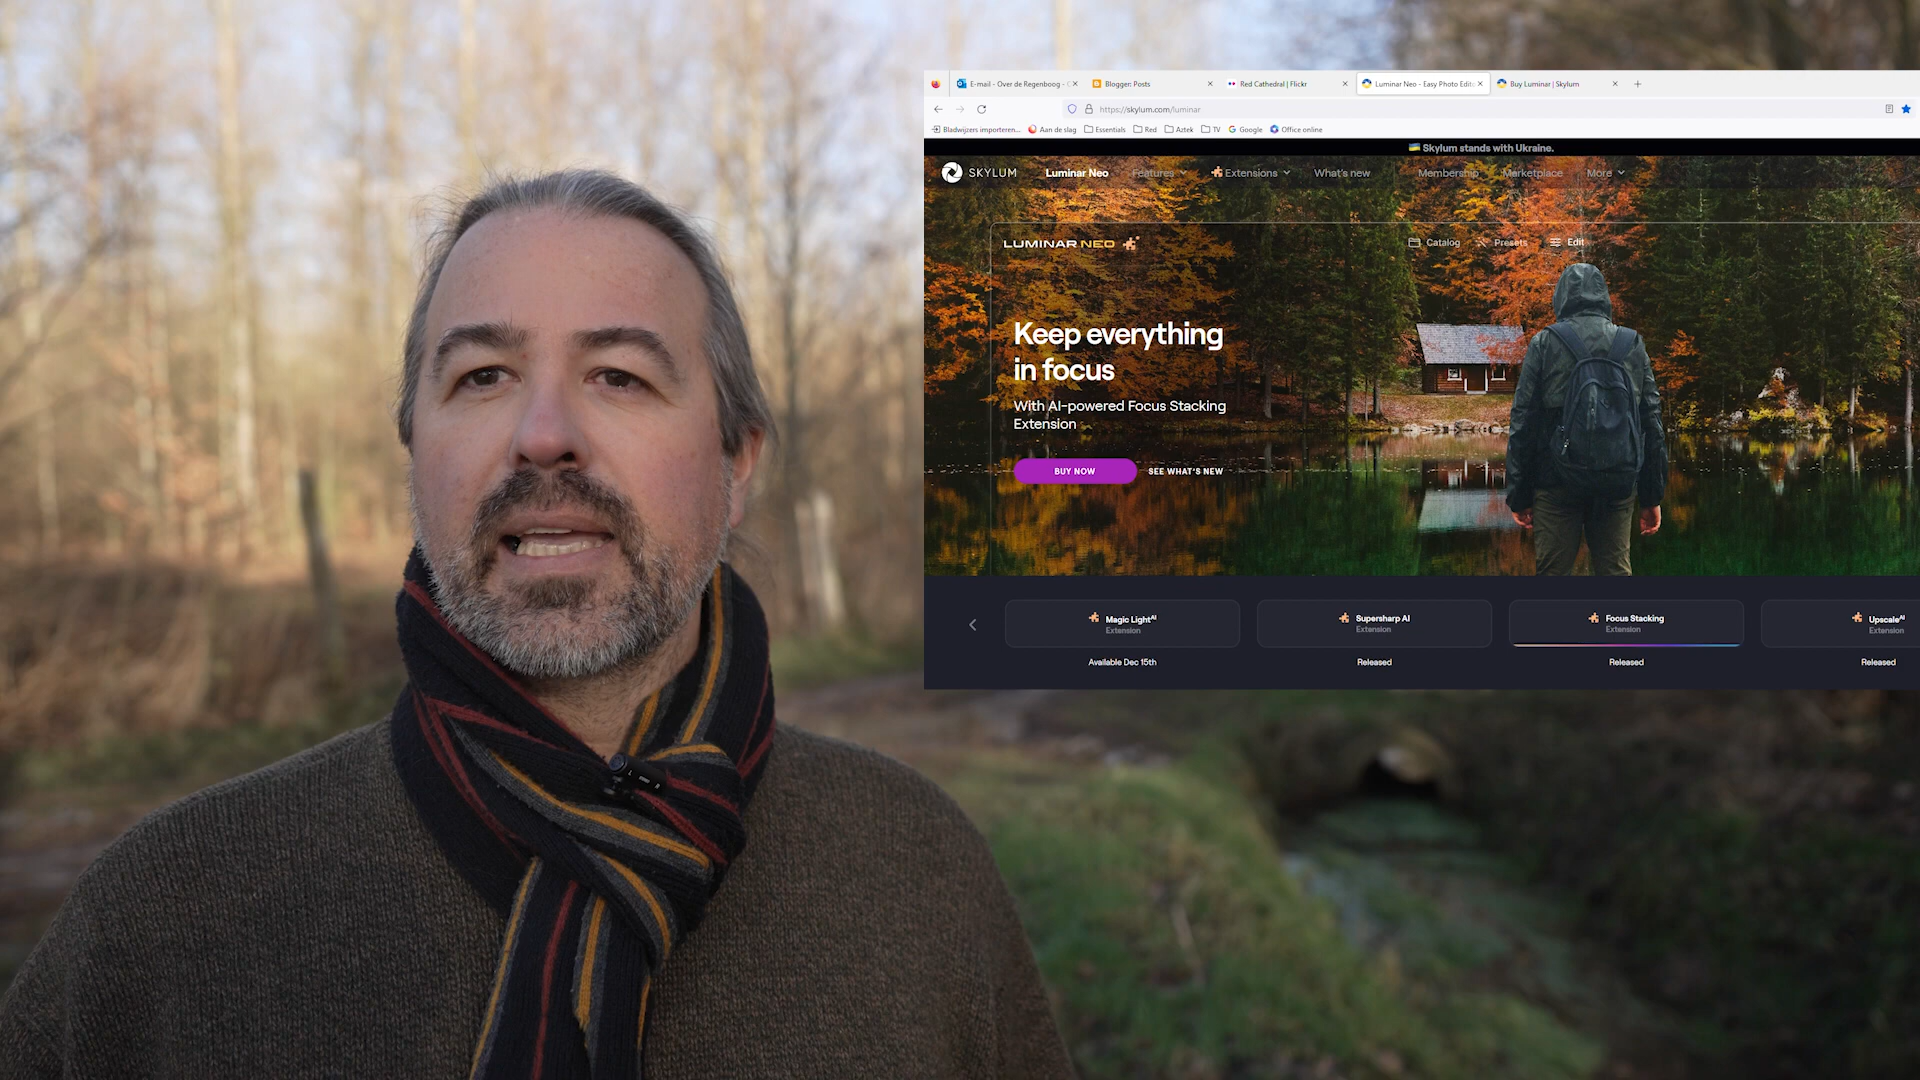 E-mail - Over de Regenboog - 
Blogger: Posts
Red Cathedral | Flickr
Luminar Neo - Easy Photo Edit
Buy Luminar | Skylum
https://skylum.com/luminar
Bladwijzers importeren... Aan de slag Essentials Red Aztek TV Google Office online
Skylum stands with Ukraine.
SKYLUM Luminar Neo Features Extensions What's new Membership Marketplace More
LUMINAR NEO Catalog Presets Edit
Keep everything
in focus
With AI-powered Focus Stacking
Extension
BUY NOW SEE WHAT'S NEW
Magic Light AI
Extension
Available Dec 15th
Supersharp AI
Extension
Released
Focus Stacking
Extension
Released
Upscale AI
Extension
Released